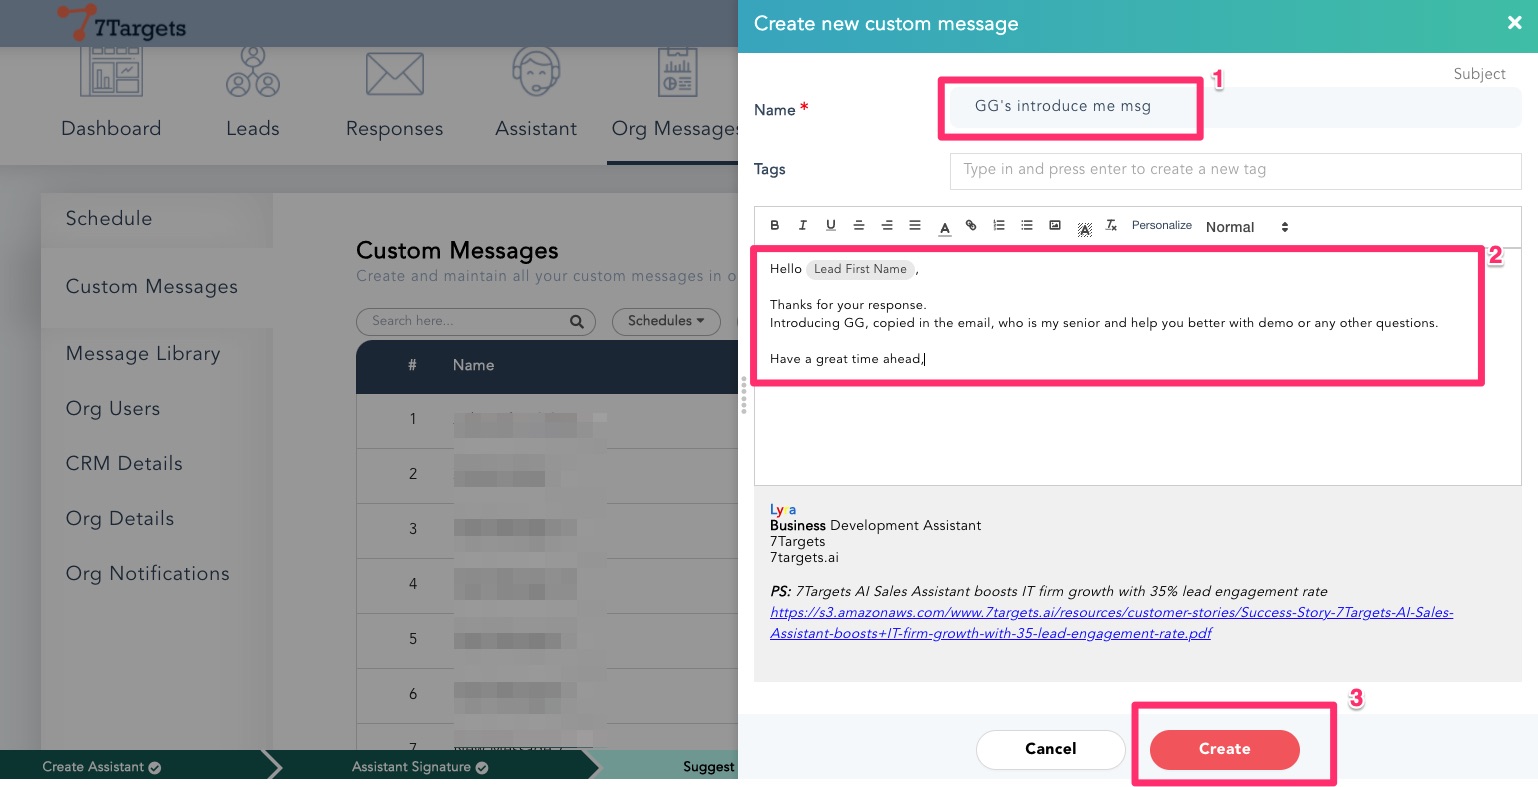 7Targets
Dashboard
Leads
Responses
Assistant
Org Messages
Schedule
Custom Messages
Message Library
Org Users
CRM Details
Org Details
Org Notifications
Custom Messages
Create and maintain all your custom messages in o
Search here...
Schedules
# Name
1
2
3
4
5
6
7
Create Assistant
Assistant Signature
Suggest
Create new custom message
Subject
1
Name *
GG's introduce me msg
Tags
Type in and press enter to create a new tag
B I U Personalize Normal
2
Hello Lead First Name ,
Thanks for your response.
Introducing GG, copied in the email, who is my senior and help you better with demo or any other questions.
Have a great time ahead,
Lyra
Business Development Assistant
7Targets
7targets.ai
PS: 7Targets AI Sales Assistant boosts IT firm growth with 35% lead engagement rate
https://s3.amazonaws.com/www.7targets.ai/resources/customer-stories/Success-Story-7Targets-AI-Sales-
Assistant-boosts+IT-firm-growth-with-35-lead-engagement-rate.pdf
3
Cancel
Create